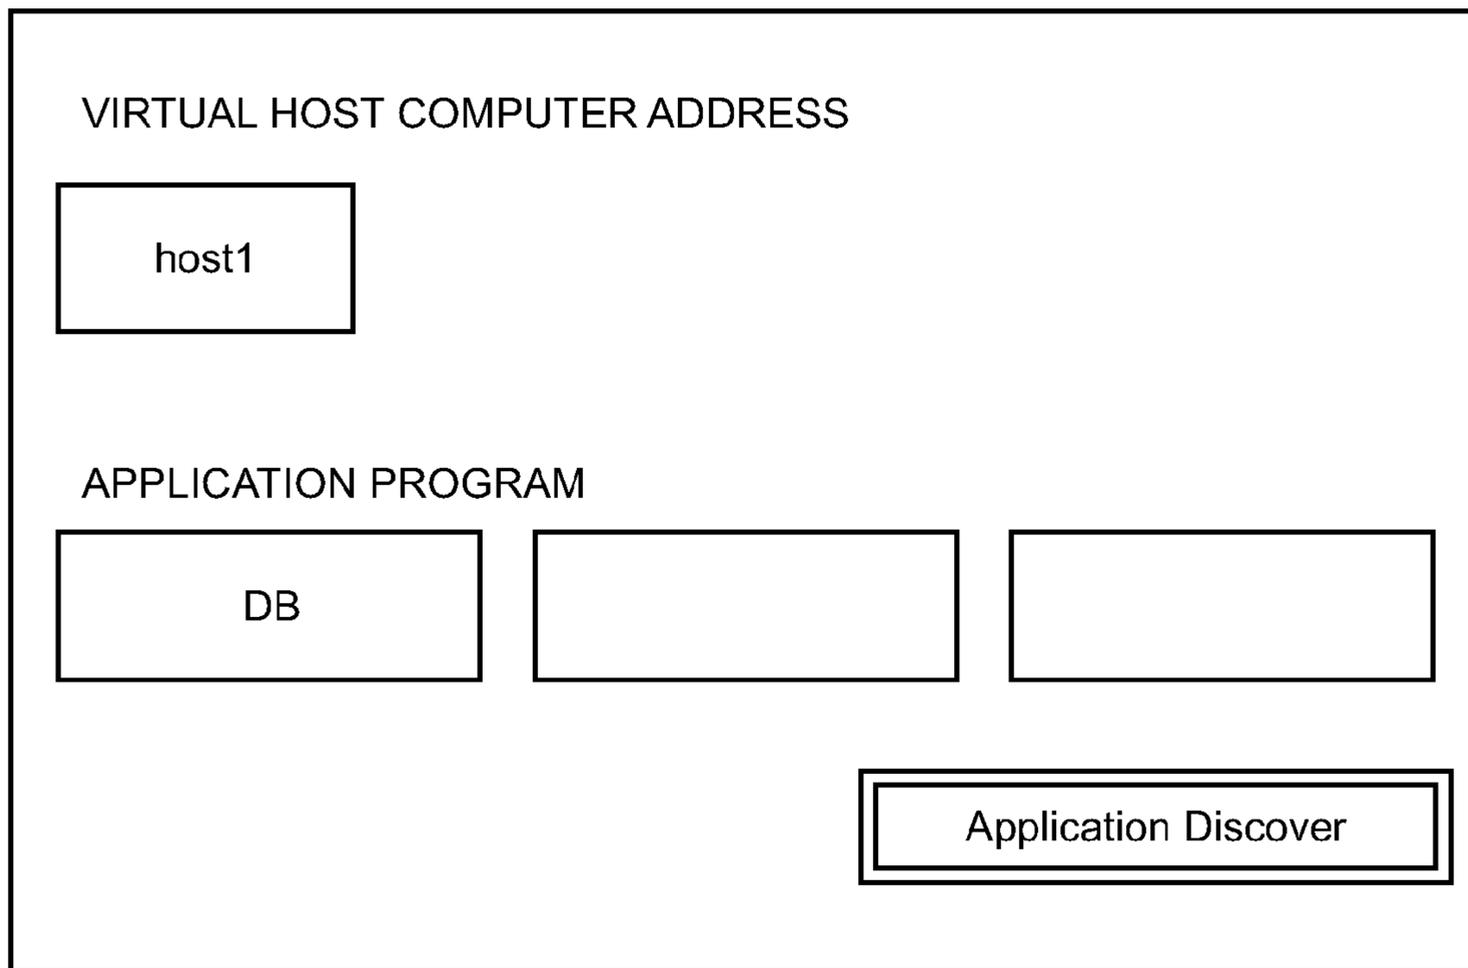 VIRTUAL HOST COMPUTER ADDRESS
host1
APPLICATION PROGRAM
DB
Application Discover